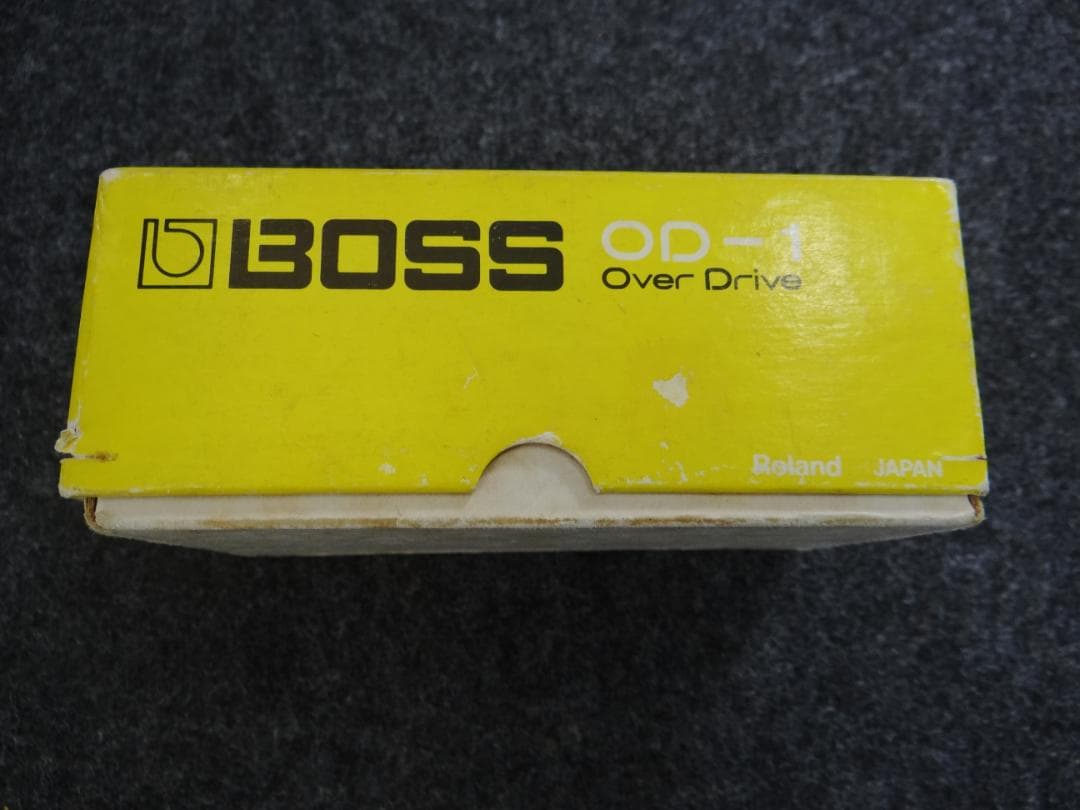 BOSS OD-1
Over Drive
Roland JAPAN